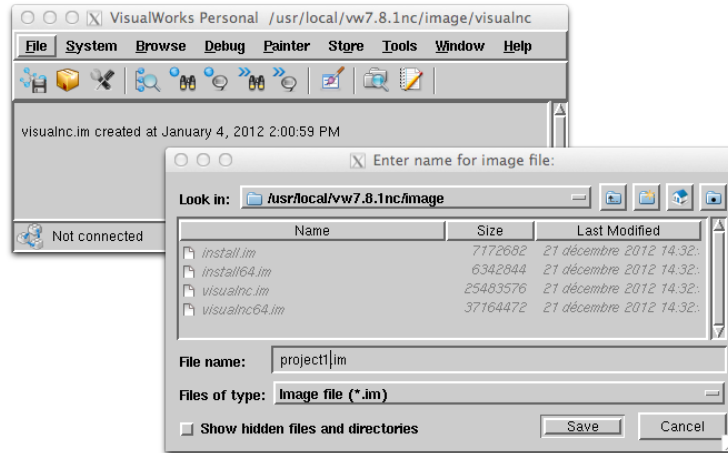 VisualWorks Personal /usr/local/vw7.8.1nc/image/visualnc
File System Browse Debug Painter Store Tools Window Help
visualnc.im created at January 4, 2012 2:00:59 PM
Not connected
Enter name for image file:
Look in: /usr/local/vw7.8.1nc/image
Name Size Last Modified
install.im 7172682 21 décembre 2012 14:32:
install64.im 6342844 21 décembre 2012 14:32:
visualnc.im 25483576 21 décembre 2012 14:32:
visualnc64.im 37164472 21 décembre 2012 14:32:
File name: project1.im
Files of type: Image file (*.im)
Show hidden files and directories
Save Cancel